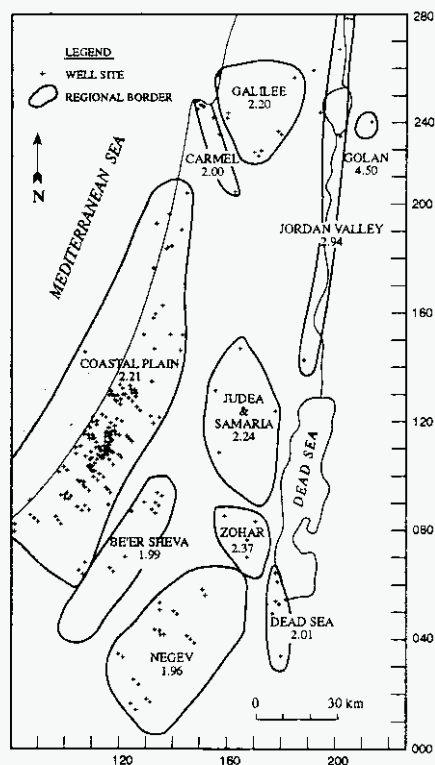 LEGEND
WELL SITE
REGIONAL BORDER
N
MEDITERRANEAN SEA
GALILEE
2.20
CARMEL
2.00
GOLAN
4.50
JORDAN VALLEY
2.94
COASTAL PLAIN
2.21
JUDEA
&
SAMARIA
2.24
DEAD SEA
BE'ER SHEVA
1.99
ZOHAR
2.37
DEAD SEA
2.01
NEGEV
1.96
0 30 km
280
240
200
160
120
080
040
000
120 160 200